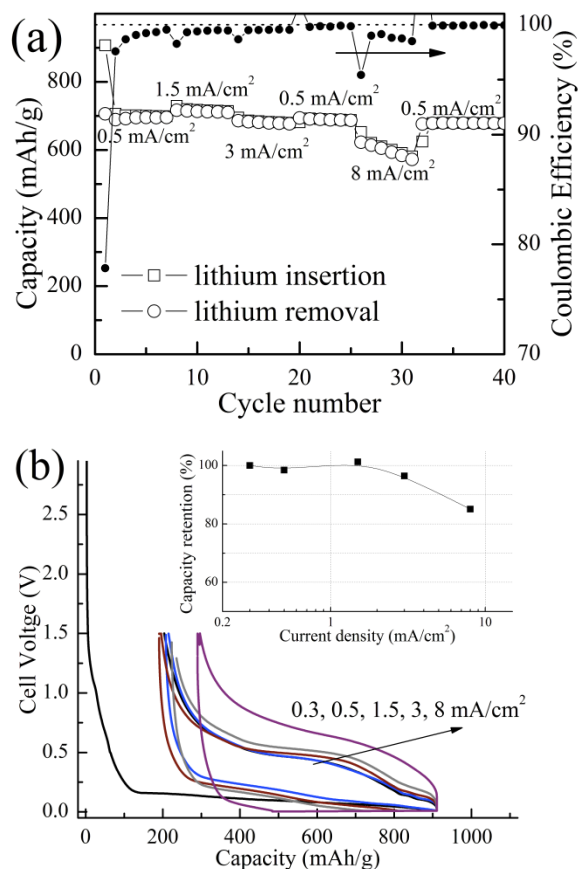 (a)
100
800
1.5 mA/cm²
0.5 mA/cm²
0.5 mA/cm²
0.5 mA/cm²
90
600
3 mA/cm²
8 mA/cm²
400
80
200
lithium insertion
lithium removal
0
70
0
10
20
30
40
Capacity (mAh/g)
Coulombic Efficiency (%)
Cycle number
(b)
Capacity retention (%)
100
80
60
0.2
1
10
Current density (mA/cm²)
Cell Voltge (V)
2.5
2.0
1.5
1.0
0.5
0.0
0.3, 0.5, 1.5, 3, 8 mA/cm²
0
200
400
600
800
1000
Capacity (mAh/g)